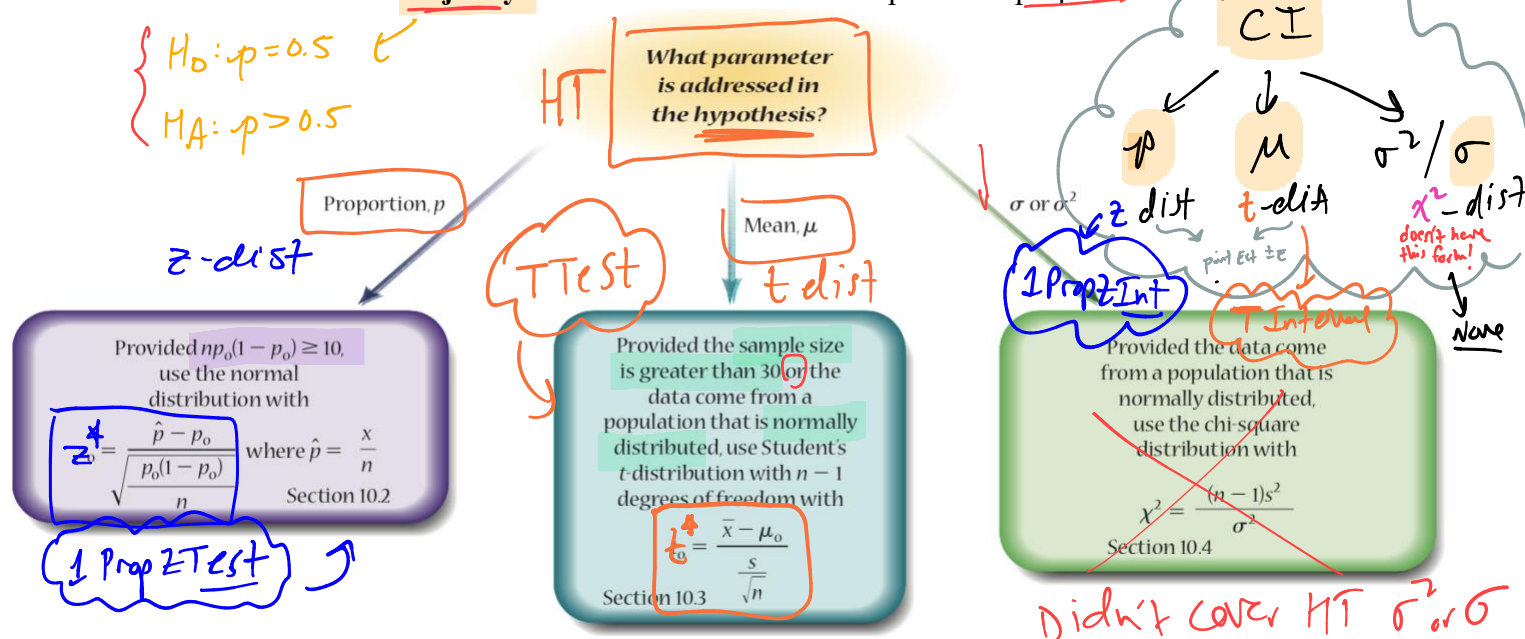 H₀: p=0.5
Hᴀ: p>0.5
HT
What parameter
is addressed in
the hypothesis?
CI
p
μ
σ²/σ
z dist
t-dist
χ²-dist
doesn't have
this form!
point Est ± E
None
Proportion, p
z-dist
TTest
Mean, μ
t dist
σ or σ²
1PropZInt
TInterval
Provided np₀(1 − p₀) ≥ 10,
use the normal
distribution with
z* = (p̂ − p₀) / √(p₀(1 − p₀)/n) where p̂ = x/n
Section 10.2
1PropZTest
Provided the sample size
is greater than 30 or the
data come from a
population that is normally
distributed, use Student's
t-distribution with n − 1
degrees of freedom with
t*₀ = (x̄ − μ₀) / (s/√n)
Section 10.3
Provided the data come
from a population that is
normally distributed,
use the chi-square
distribution with
χ² = (n − 1)s² / σ²
Section 10.4
Didn't cover HT σ² or σ